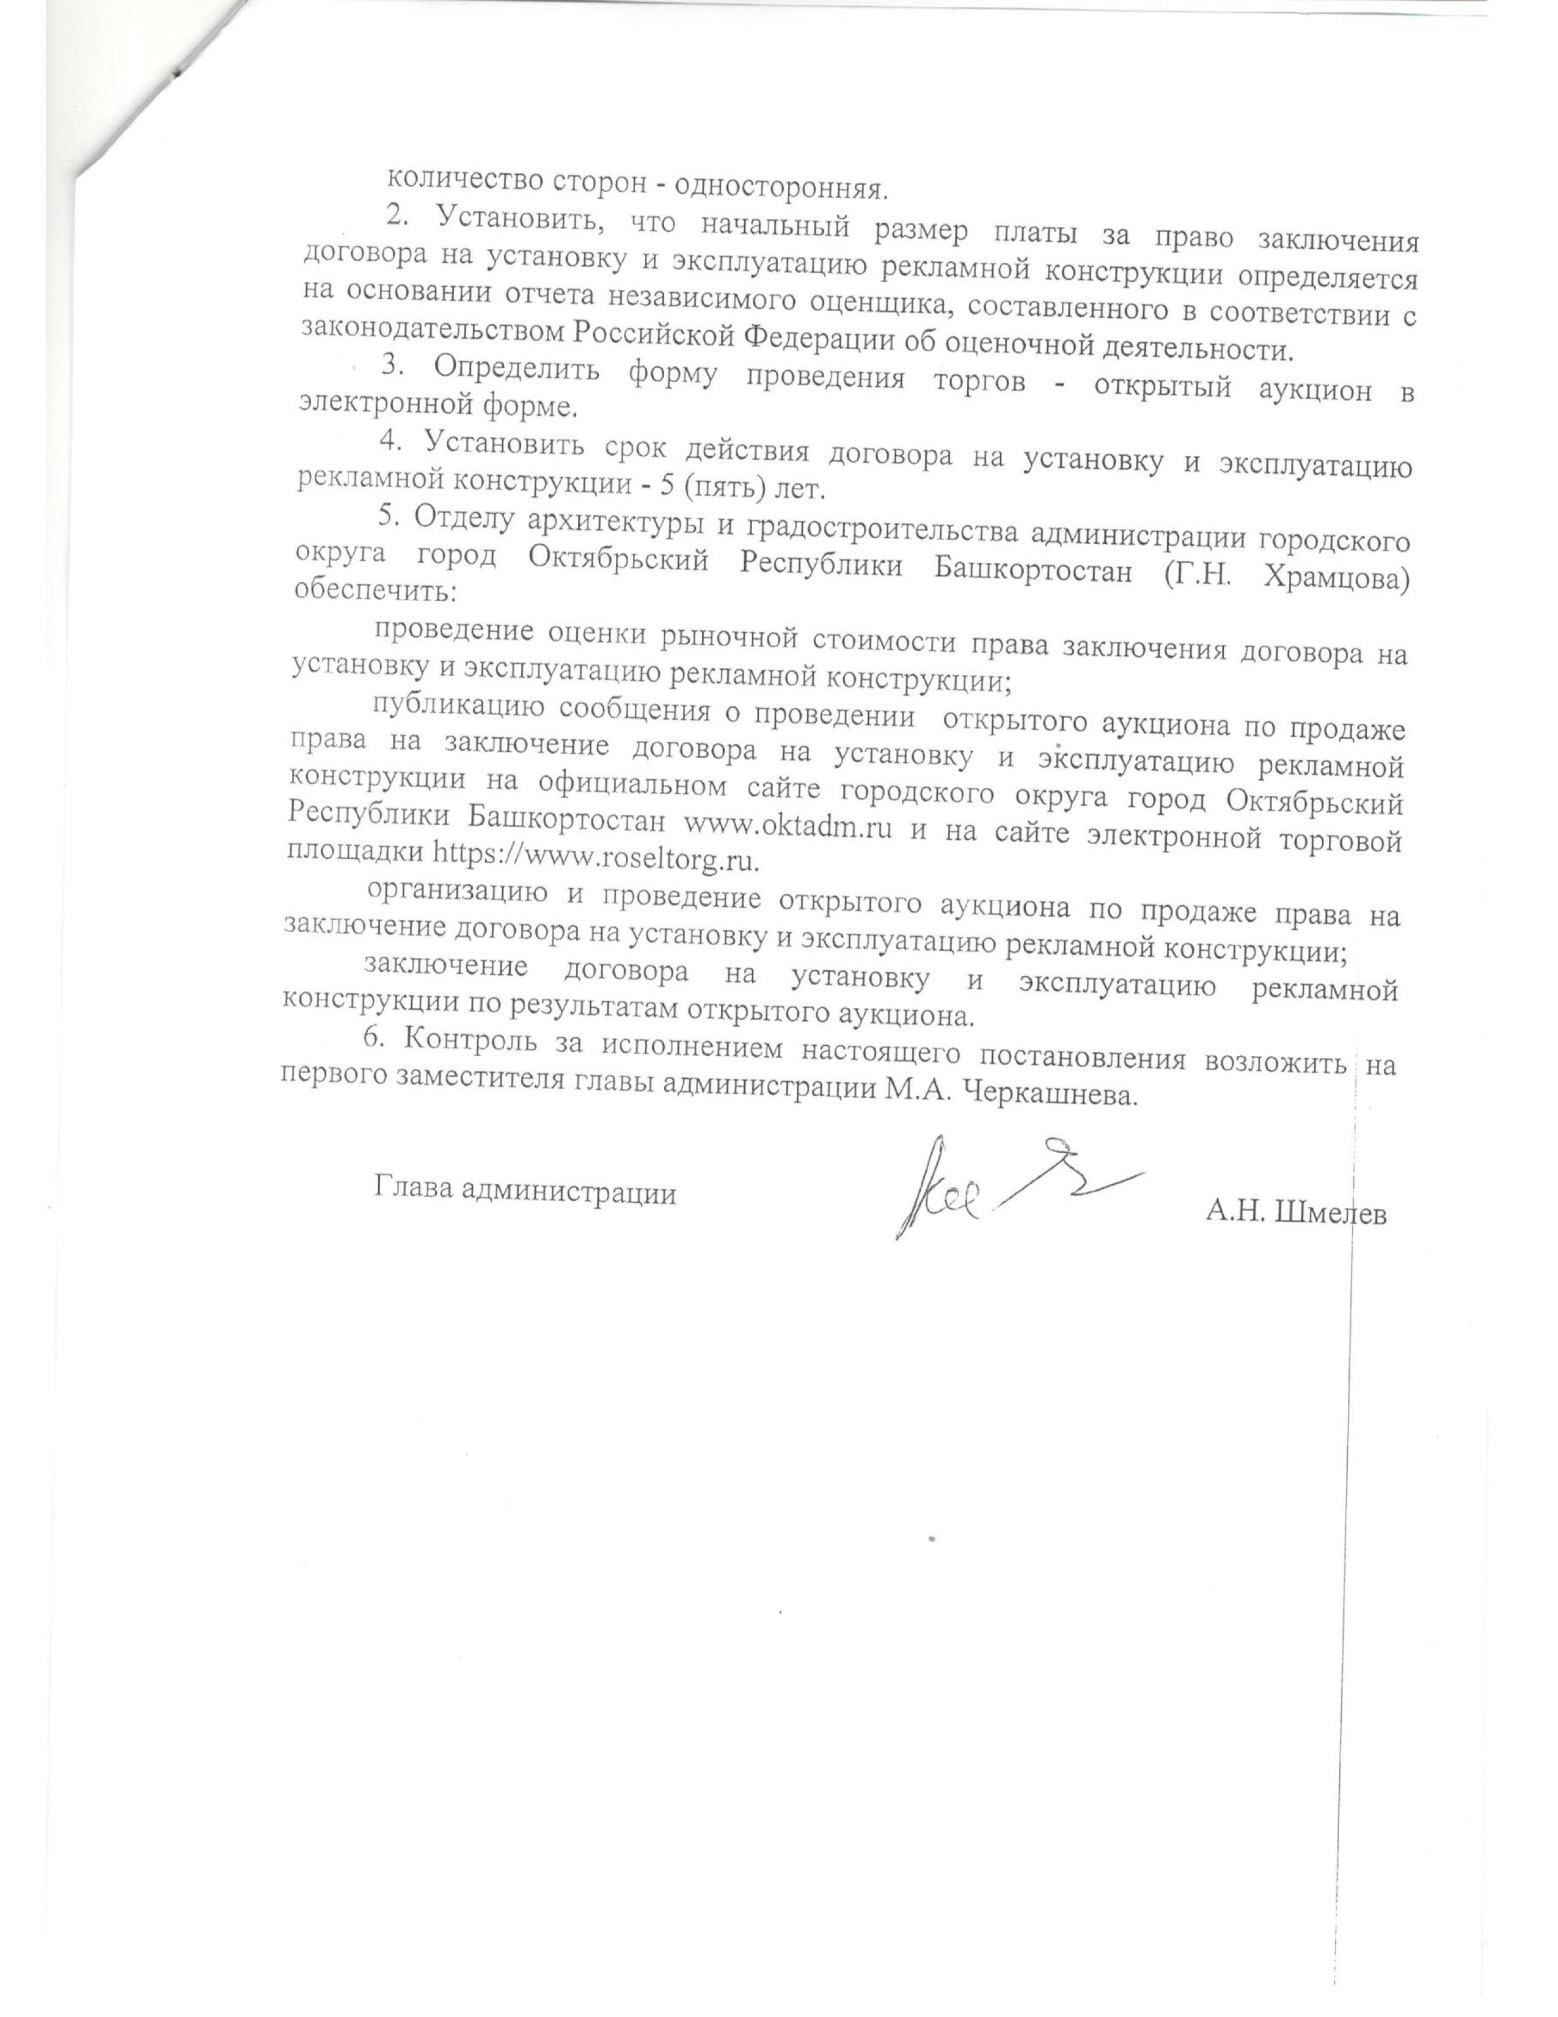 количество сторон - односторонняя.
2. Установить, что начальный размер платы за право заключения
договора на установку и эксплуатацию рекламной конструкции определяется
на основании отчета независимого оценщика, составленного в соответствии с
законодательством Российской Федерации об оценочной деятельности.
3. Определить форму проведения торгов - открытый аукцион в
электронной форме.
4. Установить срок действия договора на установку и эксплуатацию
рекламной конструкции - 5 (пять) лет.
5. Отделу архитектуры и градостроительства администрации городского
округа город Октябрьский Республики Башкортостан (Г.Н. Храмцова)
обеспечить:
проведение оценки рыночной стоимости права заключения договора на
установку и эксплуатацию рекламной конструкции;
публикацию сообщения о проведении открытого аукциона по продаже
права на заключение договора на установку и эксплуатацию рекламной
конструкции на официальном сайте городского округа город Октябрьский
Республики Башкортостан www.oktadm.ru и на сайте электронной торговой
площадки https://www.roseltorg.ru.
организацию и проведение открытого аукциона по продаже права на
заключение договора на установку и эксплуатацию рекламной конструкции;
заключение договора на установку и эксплуатацию рекламной
конструкции по результатам открытого аукциона.
6. Контроль за исполнением настоящего постановления возложить на
первого заместителя главы администрации М.А. Черкашнева.
Глава администрации
А.Н. Шмелев